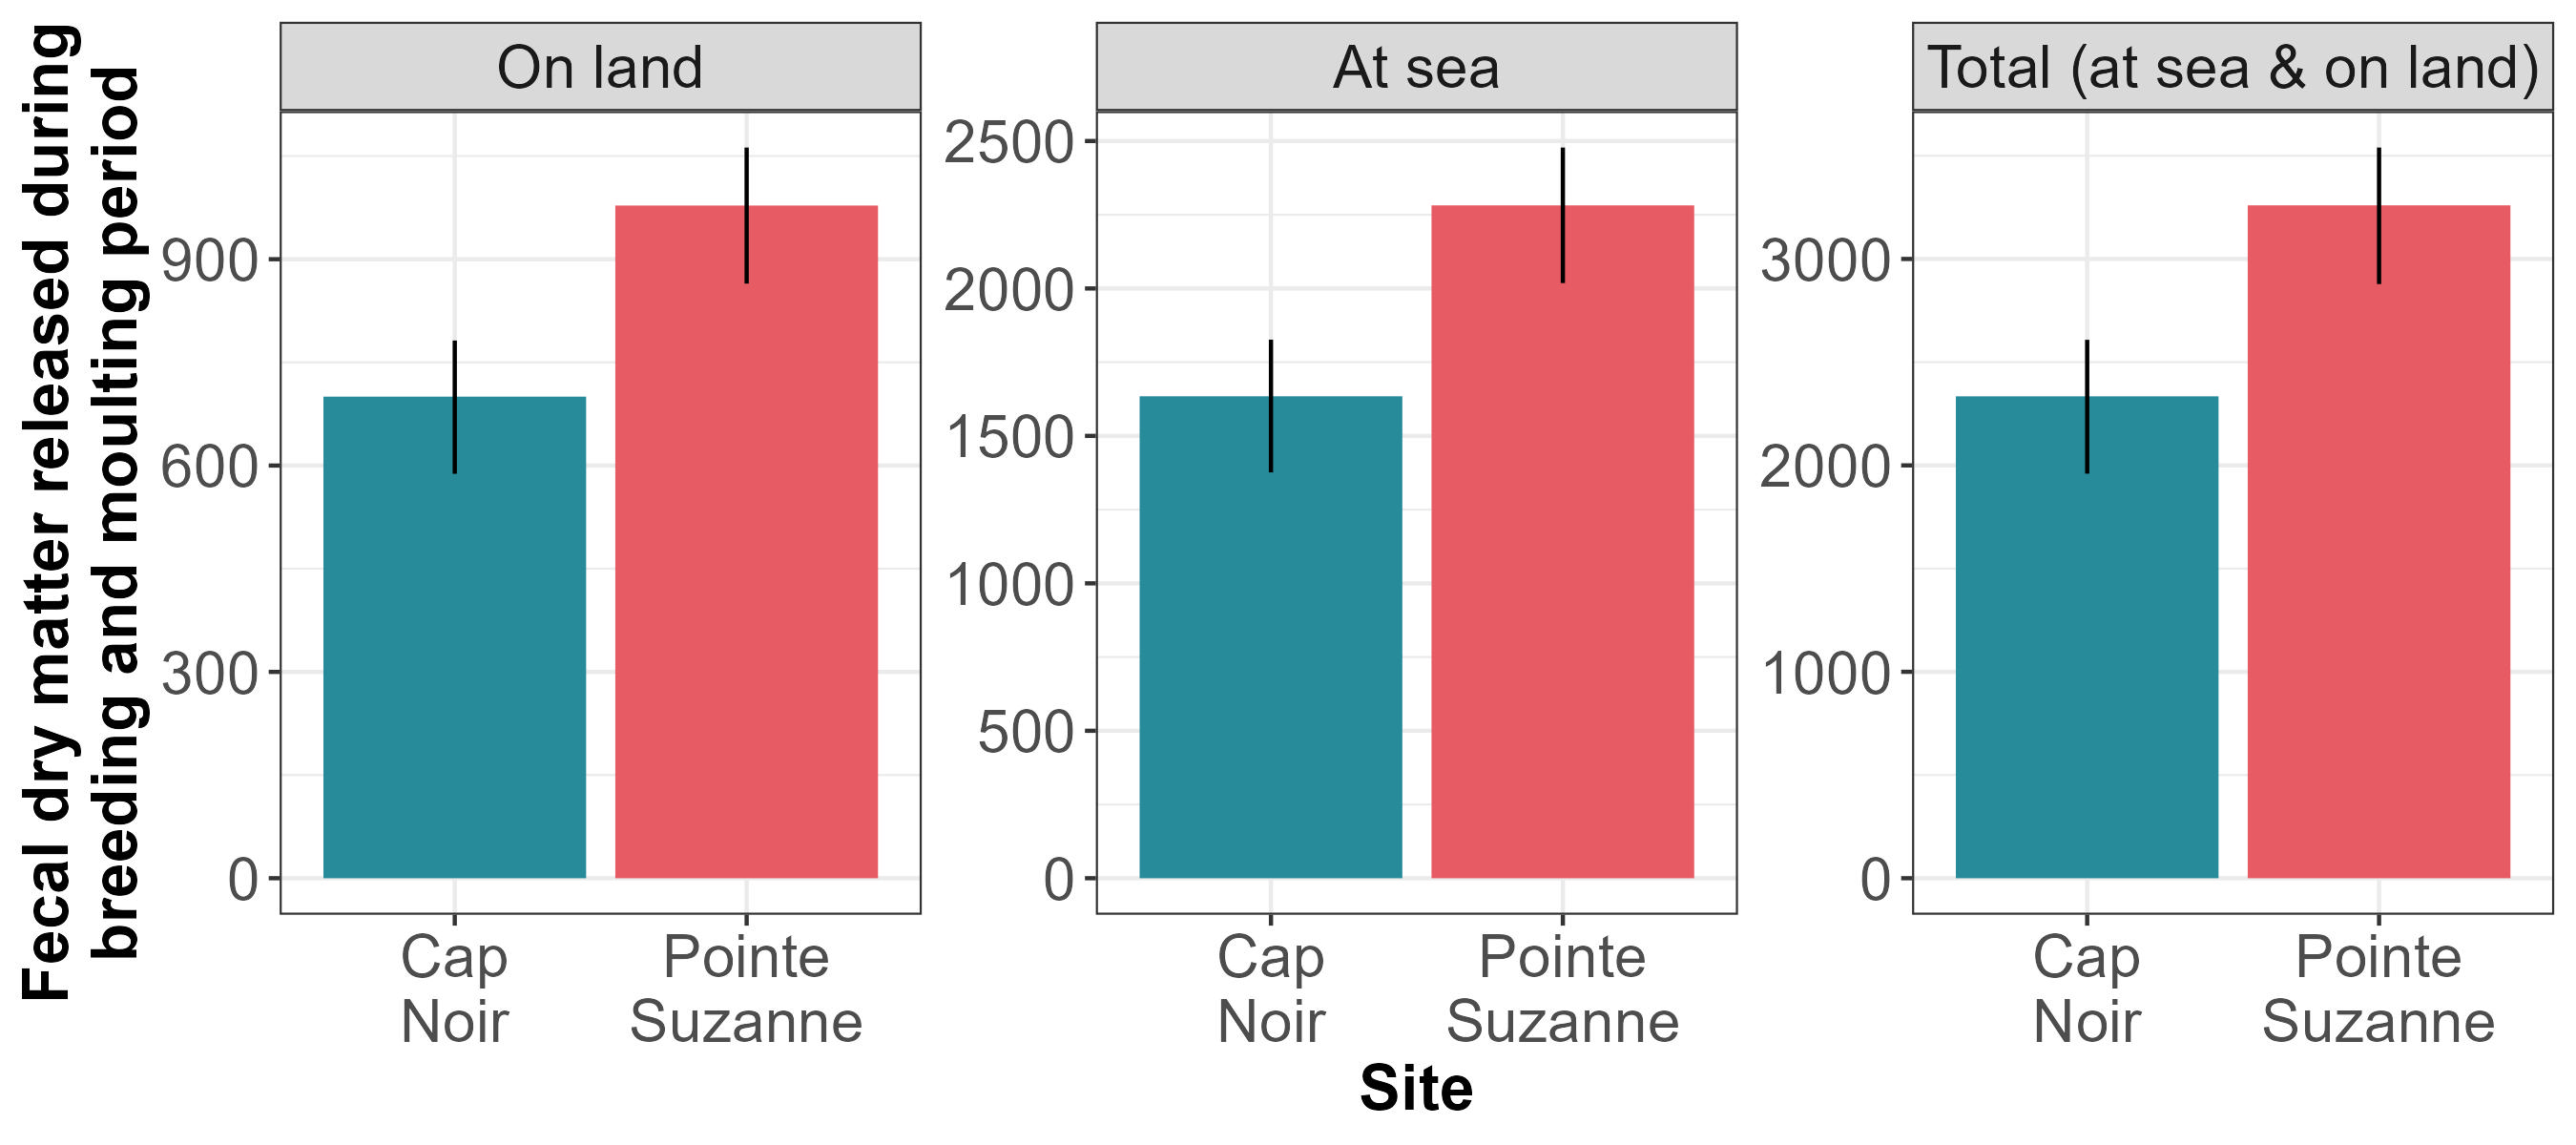 Fecal dry matter released during
breeding and moulting period
On land
900
600
300
0
Cap
Noir
Pointe
Suzanne
At sea
2500
2000
1500
1000
500
0
Cap
Noir
Pointe
Suzanne
Total (at sea & on land)
3000
2000
1000
0
Cap
Noir
Pointe
Suzanne
Site